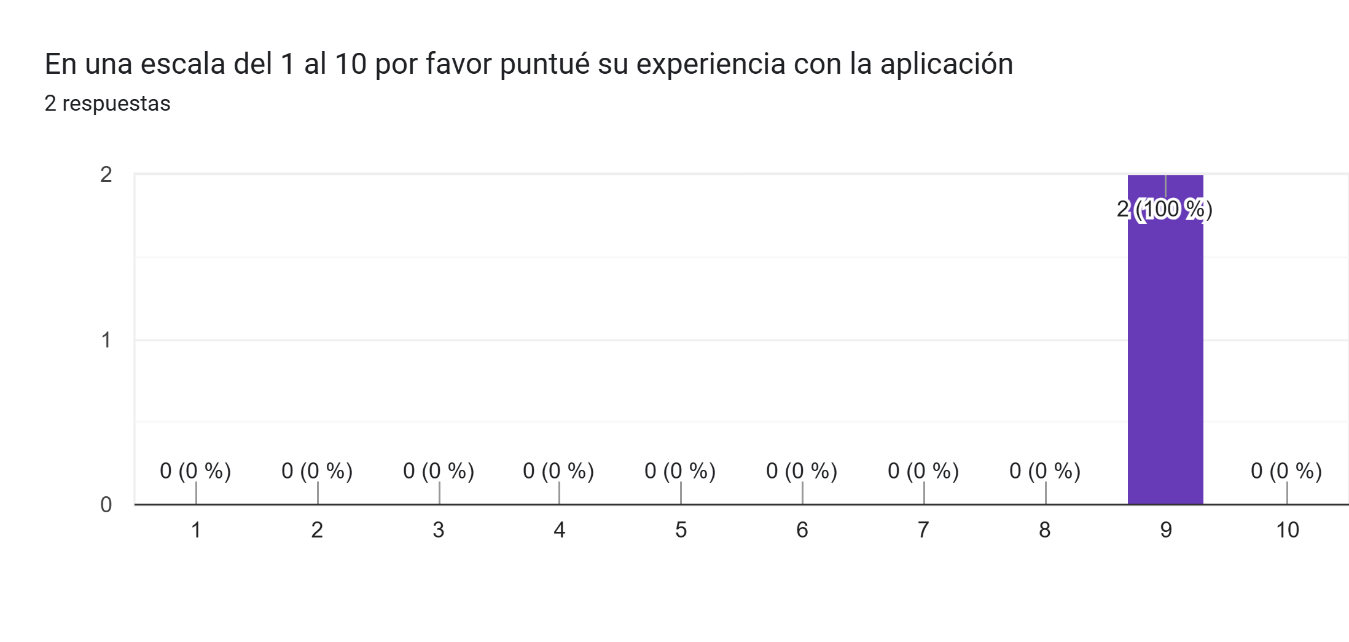 En una escala del 1 al 10 por favor puntué su experiencia con la aplicación
2 respuestas
2
2 (100 %)
1
0 (0 %) 0 (0 %) 0 (0 %) 0 (0 %) 0 (0 %) 0 (0 %) 0 (0 %) 0 (0 %) 0 (0 %)
0
1 2 3 4 5 6 7 8 9 10